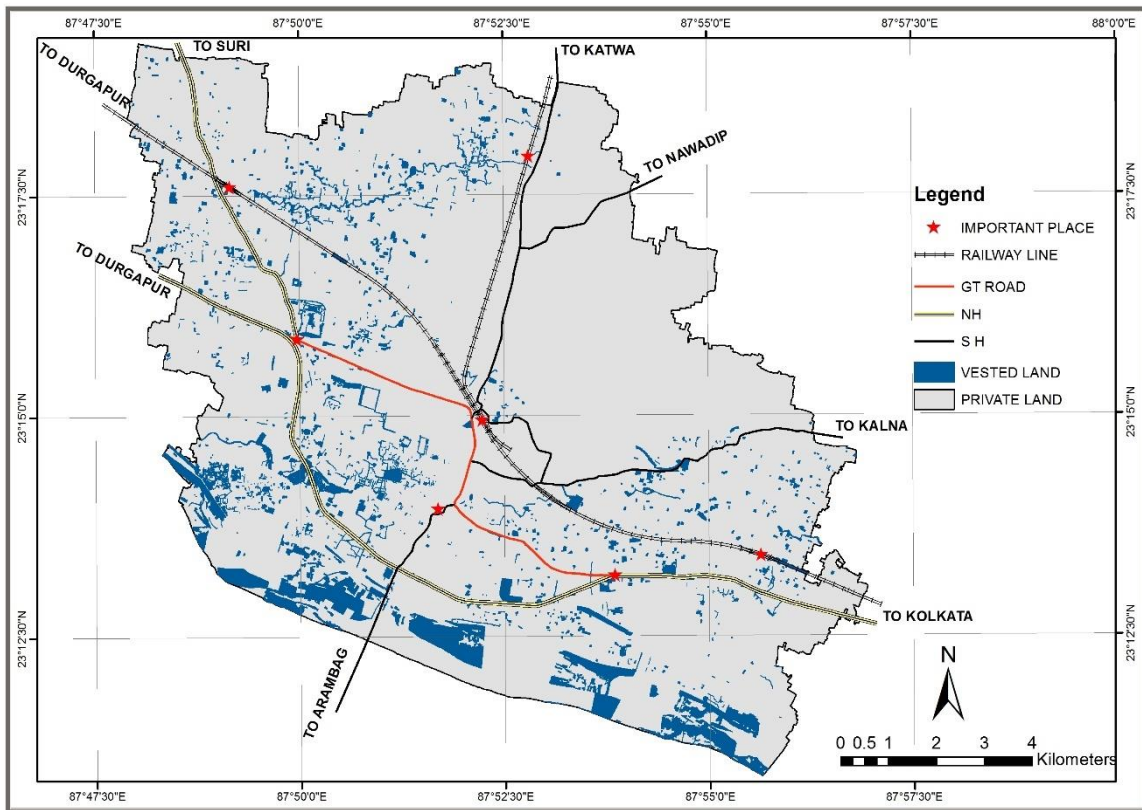 87°47'30"E 87°50'0"E 87°52'30"E 87°55'0"E 87°57'30"E 88°0'0"E
TO SURI
TO KATWA
TO DURGAPUR
TO NAWADIP
23°17'30"N 23°17'30"N
TO DURGAPUR
Legend
IMPORTANT PLACE
RAILWAY LINE
GT ROAD
NH
S H
VESTED LAND
PRIVATE LAND
23°15'0"N 23°15'0"N
TO KALNA
TO KOLKATA
23°12'30"N 23°12'30"N
TO ARAMBAG
N
0 0.5 1 2 3 4
Kilometers
87°47'30"E 87°50'0"E 87°52'30"E 87°55'0"E 87°57'30"E